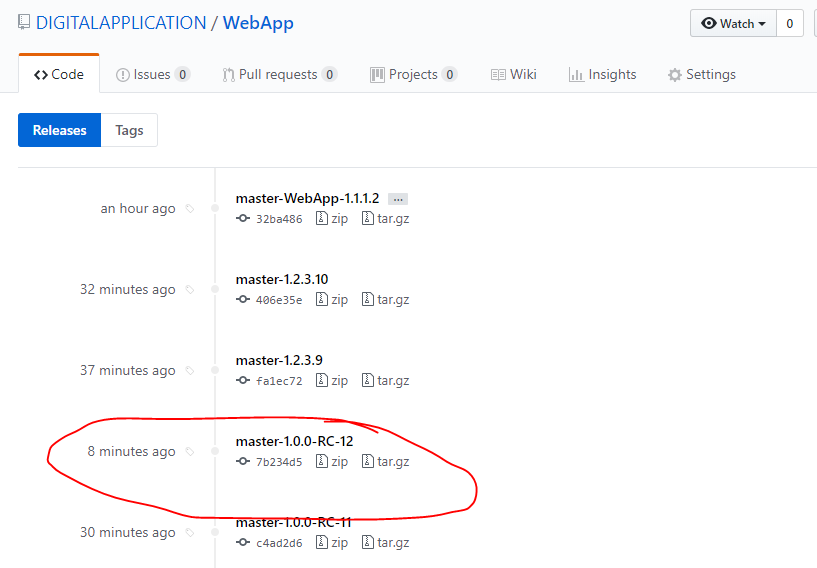 DIGITALAPPLICATION / WebApp
Watch 0
Code Issues 0 Pull requests 0 Projects 0 Wiki Insights Settings
Releases Tags
an hour ago master-WebApp-1.1.1.2 ...
32ba486 zip tar.gz
32 minutes ago master-1.2.3.10
406e35e zip tar.gz
37 minutes ago master-1.2.3.9
fa1ec72 zip tar.gz
8 minutes ago master-1.0.0-RC-12
7b234d5 zip tar.gz
30 minutes ago master-1.0.0-RC-11
c4ad2d6 zip tar.gz